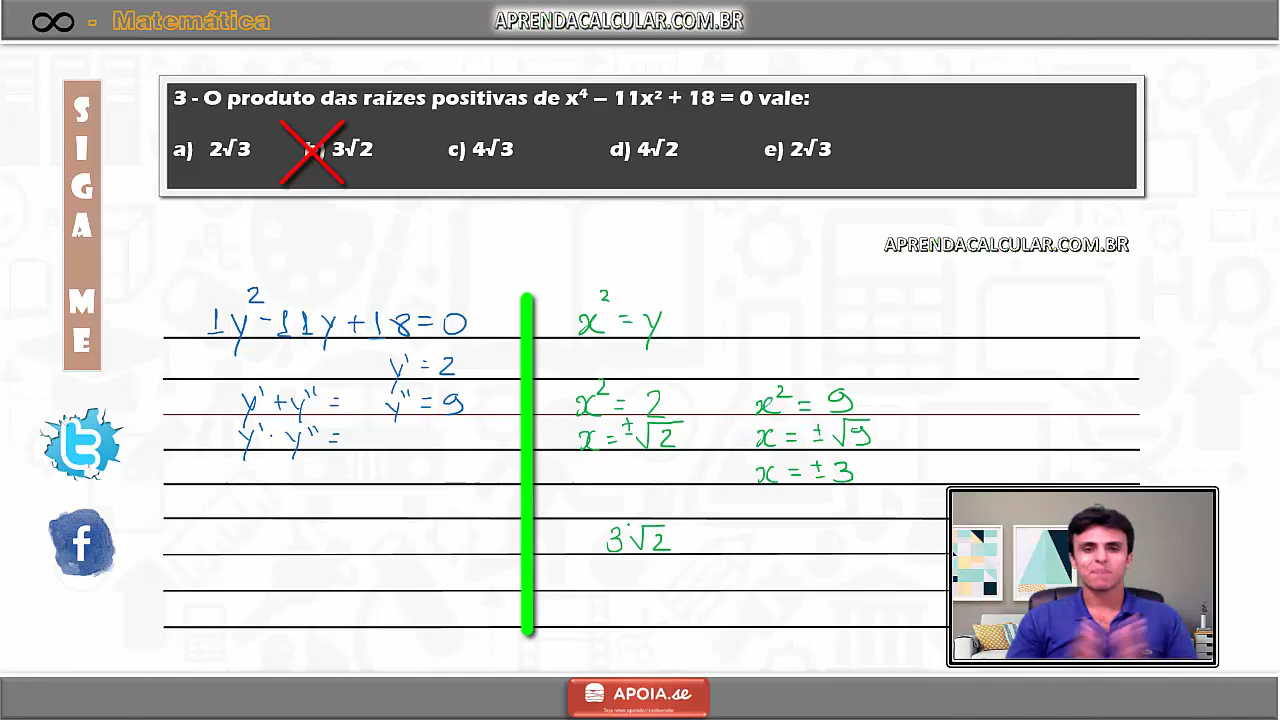 ∞ - Matemática
APRENDACALCULAR.COM.BR
SIGA ME
3 - O produto das raízes positivas de x⁴ – 11x² + 18 = 0 vale:
a) 2√3 b) 3√2 c) 4√3 d) 4√2 e) 2√3
APRENDACALCULAR.COM.BR
1y² - 11y + 18 = 0
y' = 2
y' + y'' = y'' = 9
y' · y'' =
x² = y
x² = 2
x = ±√2
x² = 9
x = ±√9
x = ±3
3·√2
t
f
APOIA.se